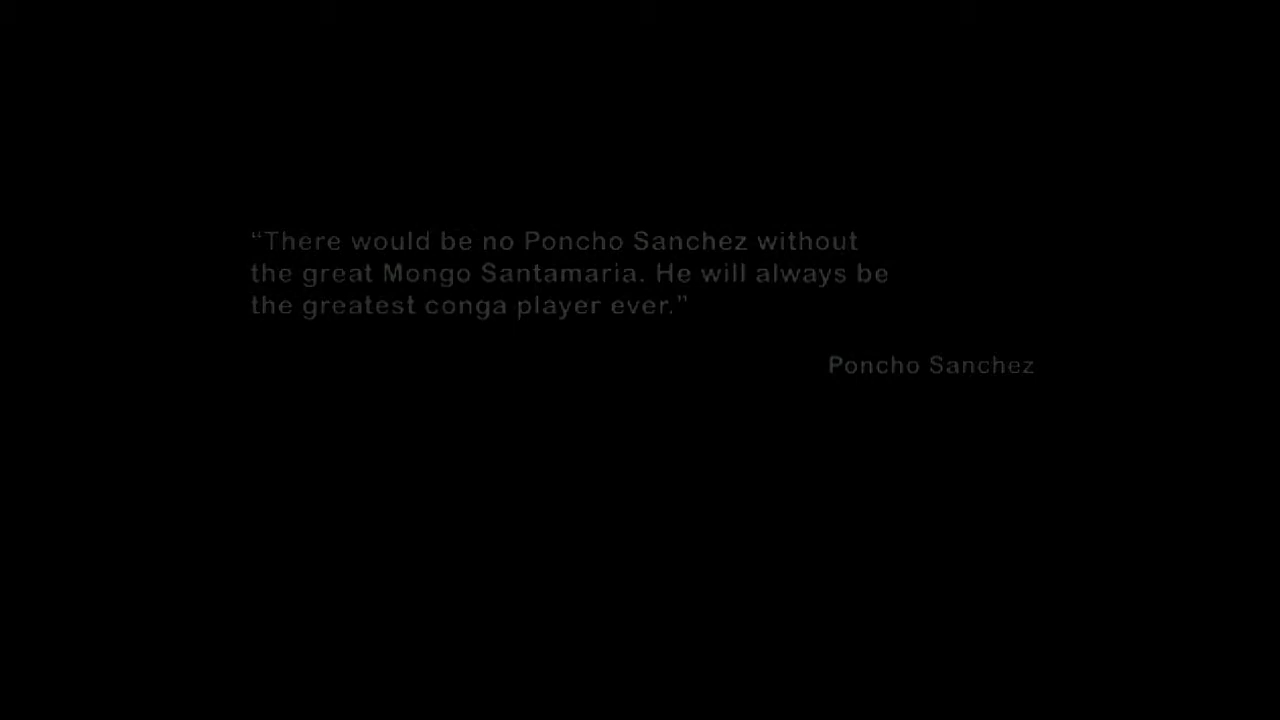 “There would be no Poncho Sanchez without
the great Mongo Santamaria. He will always be
the greatest conga player ever.”
Poncho Sanchez